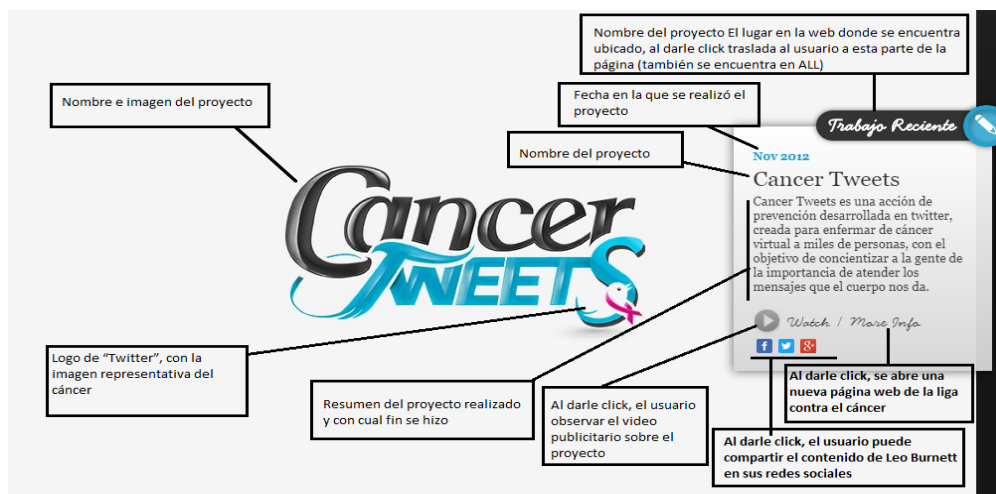 Nombre del proyecto El lugar en la web donde se encuentra
ubicado, al darle click traslada al usuario a esta parte de la
página (también se encuentra en ALL)
Nombre e imagen del proyecto
Fecha en la que se realizó el
proyecto
Trabajo Reciente
Nombre del proyecto
Nov 2012
Cancer Tweets
Cancer Tweets es una acción de
prevención desarrollada en twitter,
creada para enfermar de cáncer
virtual a miles de personas, con el
objetivo de concientizar a la gente de
la importancia de atender los
mensajes que el cuerpo nos da.
Cancer
TWEETS
Watch / More Info
f g+
Logo de “Twitter”, con la
imagen representativa del
cáncer
Resumen del proyecto realizado
y con cual fin se hizo
Al darle click, el usuario
observar el video
publicitario sobre el
proyecto
Al darle click, se abre una
nueva página web de la liga
contra el cáncer
Al darle click, el usuario puede
compartir el contenido de Leo Burnett
en sus redes sociales